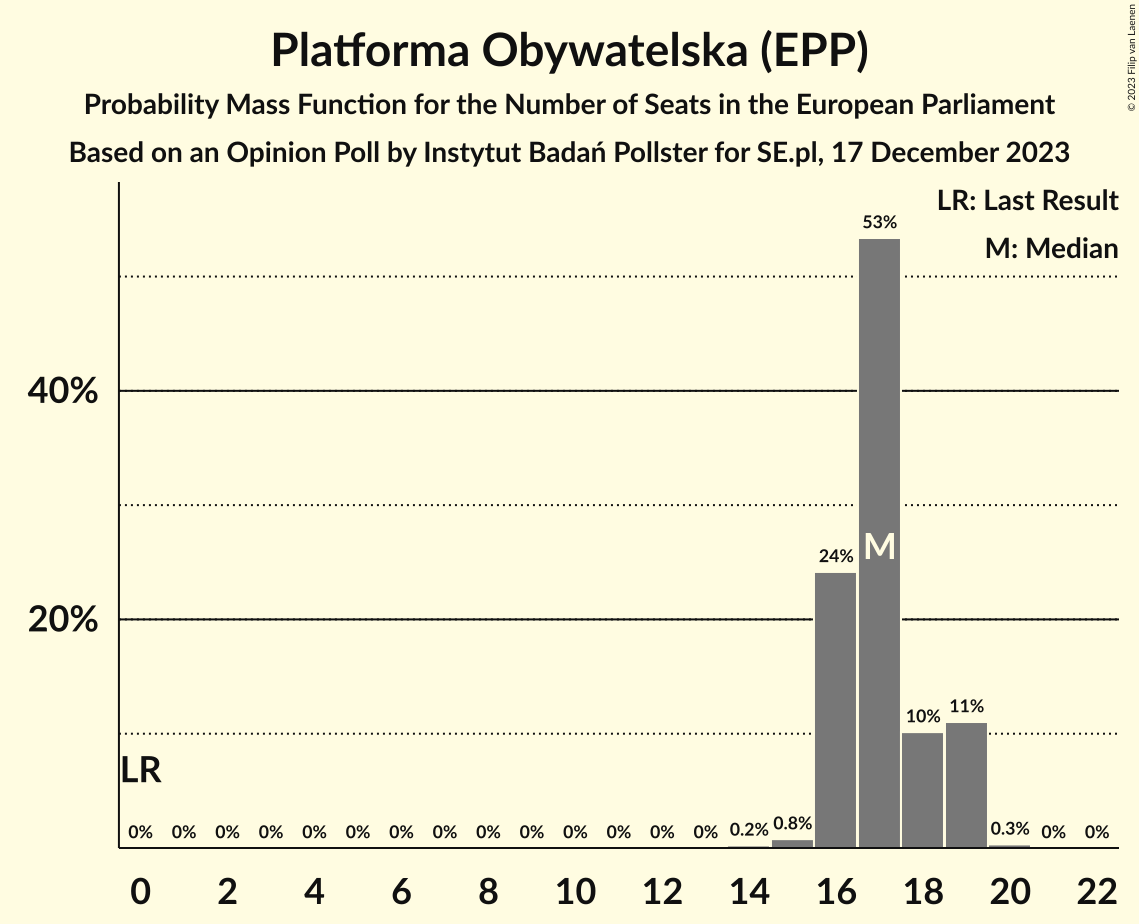 Platforma Obywatelska (EPP)
Probability Mass Function for the Number of Seats in the European Parliament
Based on an Opinion Poll by Instytut Badań Pollster for SE.pl, 17 December 2023
© 2023 Filip van Laenen
LR: Last Result
M: Median
53%
40%
24%
M
20%
11%
10%
LR
0% 0% 0% 0% 0% 0% 0% 0% 0% 0% 0% 0% 0% 0% 0.2% 0.8% 0.3% 0% 0%
0 2 4 6 8 10 12 14 16 18 20 22